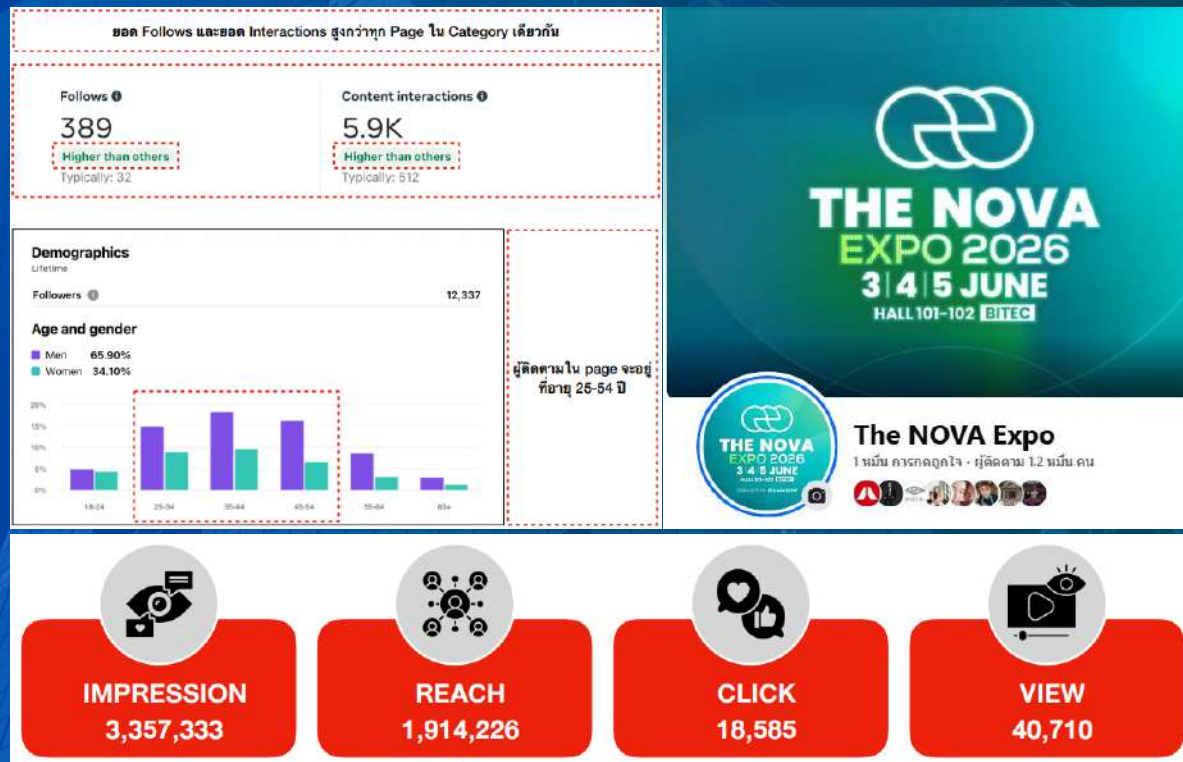 ยอด Follows และยอด Interactions สูงกว่าทุก Page ใน Category เดียวกัน
Follows
389
Higher than others
Typically: 32
Content interactions
5.9K
Higher than others
Typically: 512
Demographics
Lifetime
Followers
12,337
Age and gender
Men 65.90%
Women 34.10%
20%
15%
10%
5%
0%
18-24 25-34 35-44 45-54 55-64 65+
ผู้ติดตามใน page จะอยู่
ที่อายุ 25-54 ปี
THE NOVA
EXPO 2026
3|4|5 JUNE
HALL 101-102 BITEC
THE NOVA
EXPO 2026
3 4 5 JUNE
The NOVA Expo
1 หมื่น การกดถูกใจ • ผู้ติดตาม 1.2 หมื่น คน
IMPRESSION
3,357,333
REACH
1,914,226
CLICK
18,585
VIEW
40,710